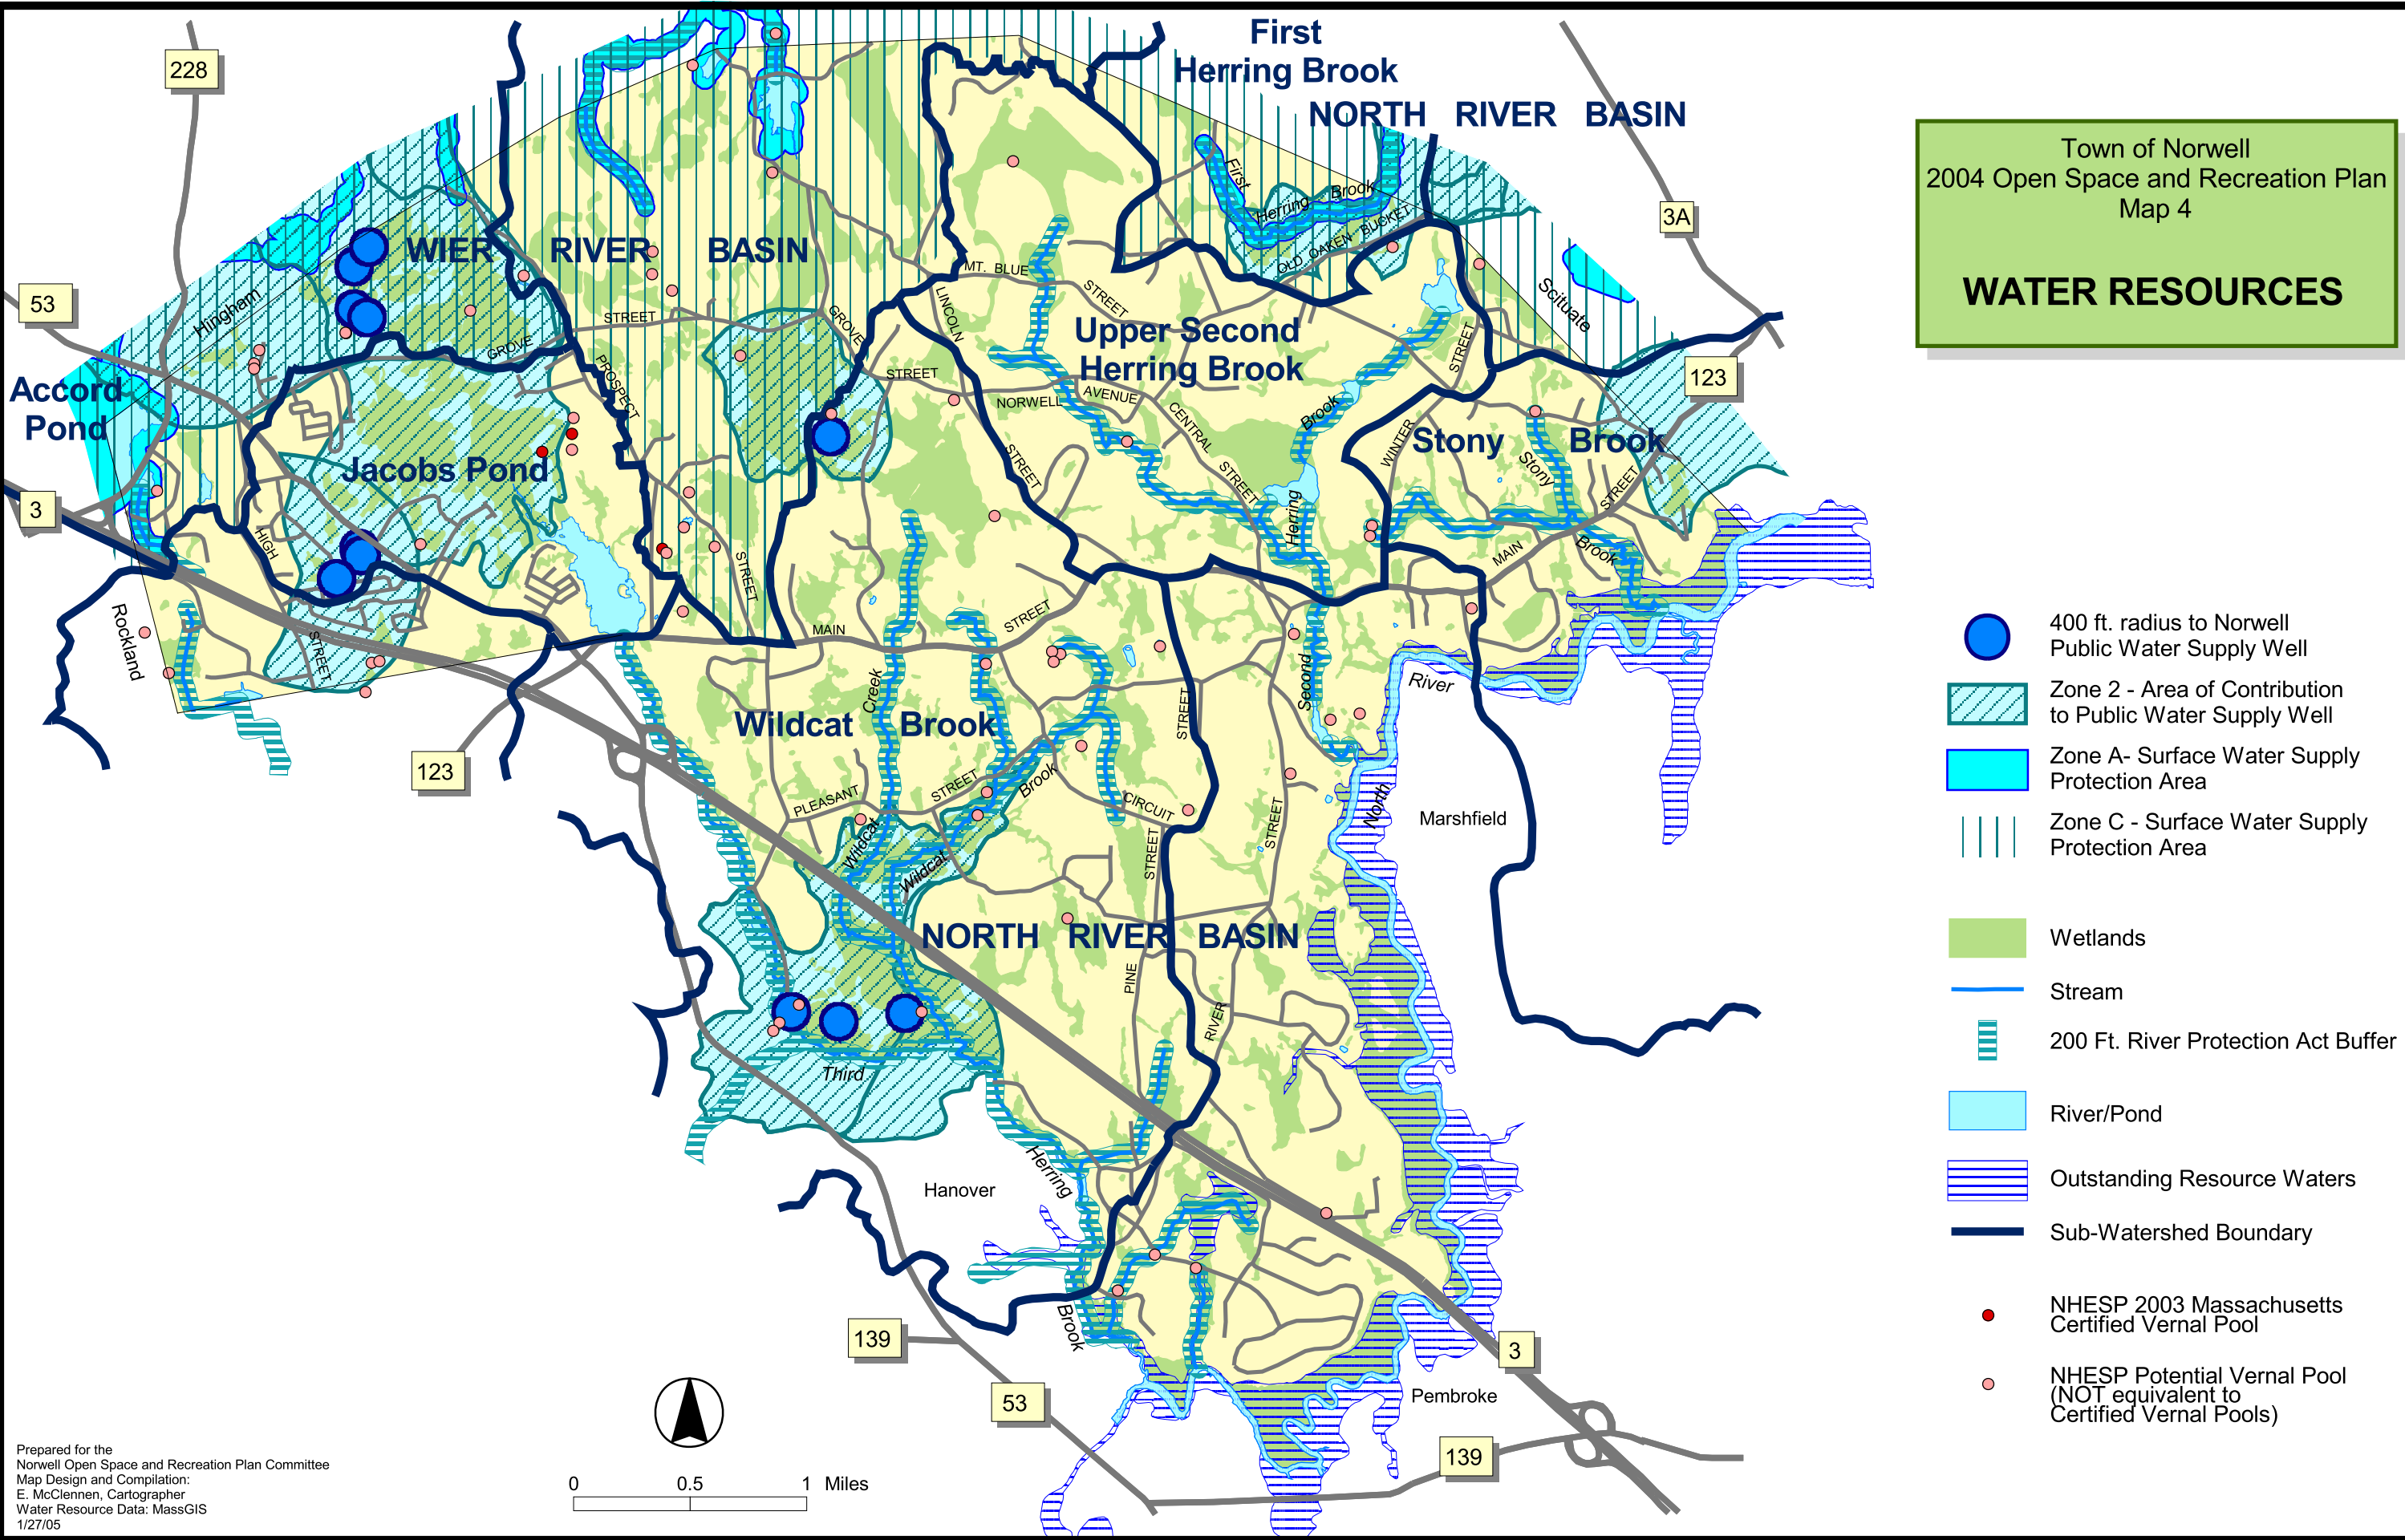 First
Herring Brook
NORTH RIVER BASIN
228
3A
53
3
123
123
139
53
139
3
Town of Norwell
2004 Open Space and Recreation Plan
Map 4
WATER RESOURCES
First
Herring
Brook
OLD OAKEN BUCKET
WIER RIVER BASIN
Hingham
Scituate
MT. BLUE
STREET
LINCOLN
STREET
GROVE
STREET
GROVE
PROSPECT
STREET
Upper Second
Herring Brook
NORWELL
AVENUE
CENTRAL
STREET
STREET
Brook
Herring
WINTER
STREET
Stony Brook
Stony
Brook
STREET
MAIN
Accord
Pond
Jacobs Pond
HIGH
STREET
Rockland
MAIN
STREET
Creek
Wildcat Brook
STREET
Second
River
North
Marshfield
PLEASANT
STREET
Brook
CIRCUIT
STREET
STREET
Wildcat
Wildcat
NORTH RIVER BASIN
PINE
RIVER
Third
Herring
Brook
Hanover
Pembroke
400 ft. radius to Norwell
Public Water Supply Well
Zone 2 - Area of Contribution
to Public Water Supply Well
Zone A- Surface Water Supply
Protection Area
Zone C - Surface Water Supply
Protection Area
Wetlands
Stream
200 Ft. River Protection Act Buffer
River/Pond
Outstanding Resource Waters
Sub-Watershed Boundary
NHESP 2003 Massachusetts
Certified Vernal Pool
NHESP Potential Vernal Pool
(NOT equivalent to
Certified Vernal Pools)
0 0.5 1 Miles
Prepared for the
Norwell Open Space and Recreation Plan Committee
Map Design and Compilation:
E. McClennen, Cartographer
Water Resource Data: MassGIS
1/27/05